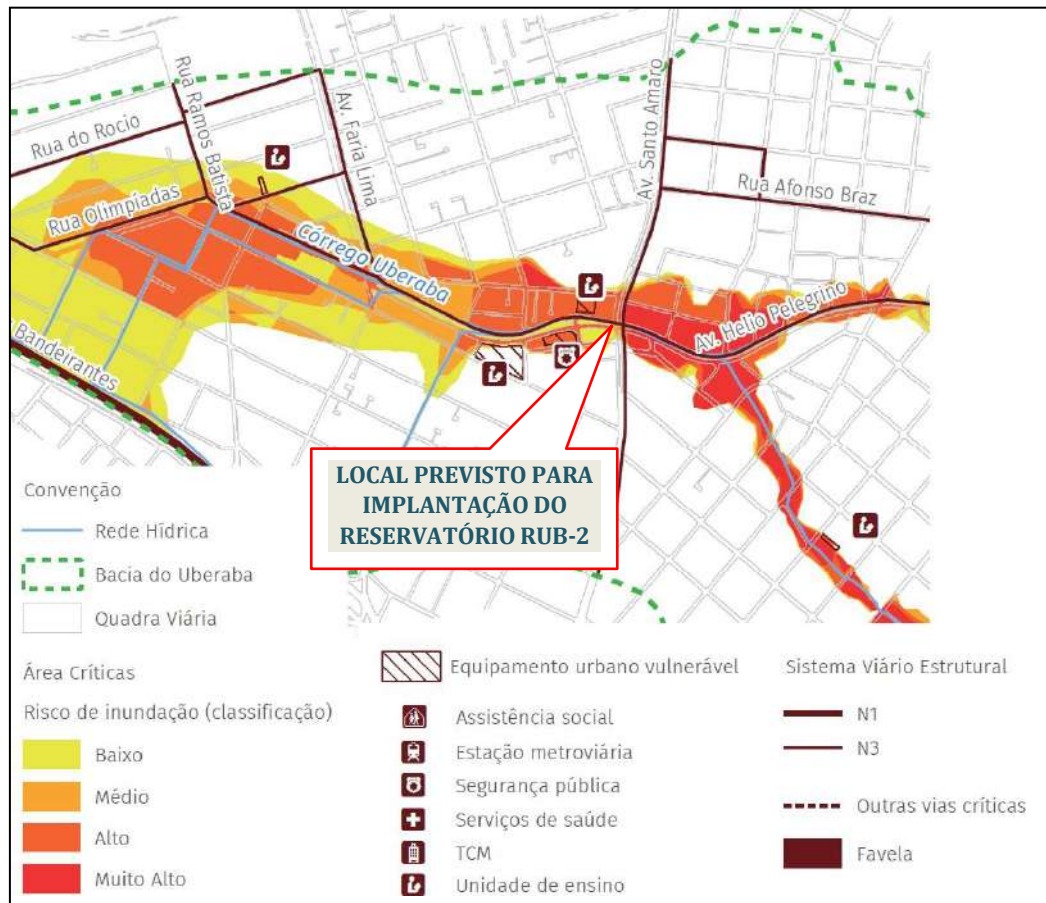 Rua Ramos Batista
Rua do Rocio
Av. Faria Lima
Av. Santo Amaro
Rua Afonso Braz
Rua Olimpíadas
Córrego Uberaba
Av. Helio Pelegrino
Bandeirantes
LOCAL PREVISTO PARA
IMPLANTAÇÃO DO
RESERVATÓRIO RUB-2
Convenção
Rede Hídrica
Bacia do Uberaba
Quadra Viária
Área Críticas
Risco de inundação (classificação)
Baixo
Médio
Alto
Muito Alto
Equipamento urbano vulnerável
Assistência social
Estação metroviária
Segurança pública
Serviços de saúde
TCM
Unidade de ensino
Sistema Viário Estrutural
N1
N3
Outras vias críticas
Favela